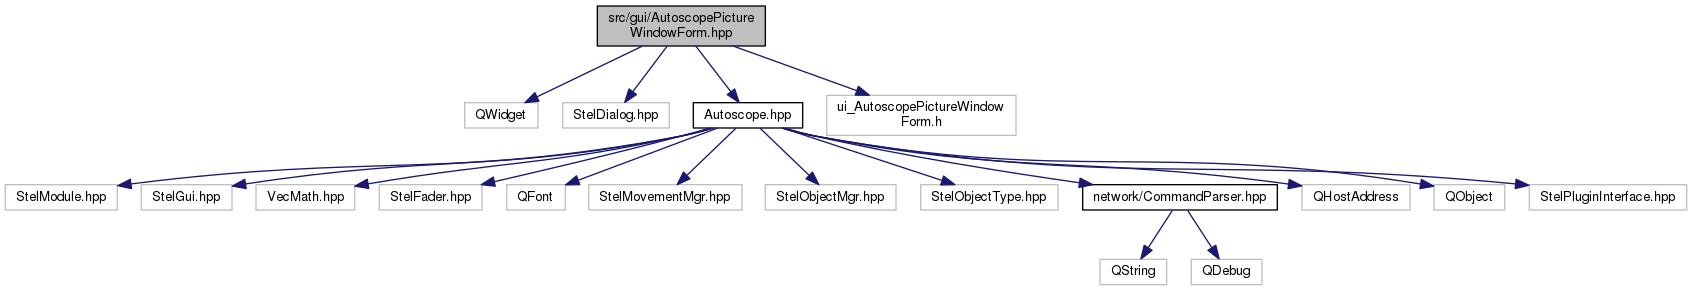 src/gui/AutoscopePicture
WindowForm.hpp
QWidget
StelDialog.hpp
Autoscope.hpp
ui_AutoscopePictureWindow
Form.h
StelModule.hpp
StelGui.hpp
VecMath.hpp
StelFader.hpp
QFont
StelMovementMgr.hpp
StelObjectMgr.hpp
StelObjectType.hpp
network/CommandParser.hpp
QHostAddress
QObject
StelPluginInterface.hpp
QString
QDebug